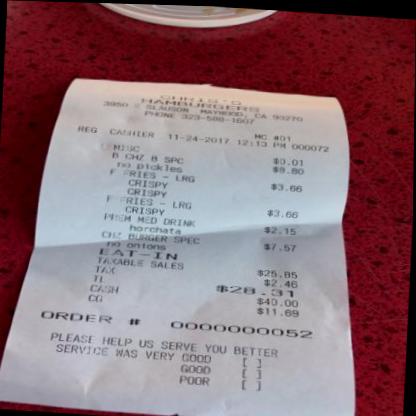 CHRIS'S
HAMBURGERS
3950 E SLAUSON MAYWOOD, CA 90270
PHONE 323-588-1607
REG CASHIER 11-24-2017 12:13 PM 000072
MC #01
MISC $0.01
B CHZ B SPC $8.80
no pickles
F FRIES - LRG $3.66
CRISPY
CRISPY
F FRIES - LRG $3.66
CRISPY
PREM MED DRINK $2.15
horchata
CHZ BURGER SPEC $7.57
no onions
EAT-IN
TAXABLE SALES $25.85
TAX $2.46
TL $28.31
CASH $40.00
CG $11.69
ORDER # 0000000052
PLEASE HELP US SERVE YOU BETTER
SERVICE WAS VERY GOOD [ ]
GOOD [ ]
POOR [ ]